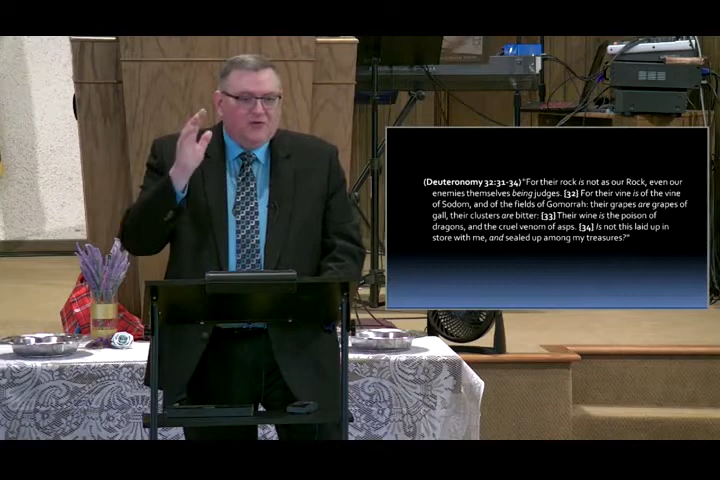 (Deuteronomy 32:31-34) "For their rock is not as our Rock, even our
enemies themselves being judges. [32] For their vine is of the vine
of Sodom, and of the fields of Gomorrah: their grapes are grapes of
gall, their clusters are bitter: [33] Their wine is the poison of
dragons, and the cruel venom of asps. [34] Is not this laid up in
store with me, and sealed up among my treasures?"